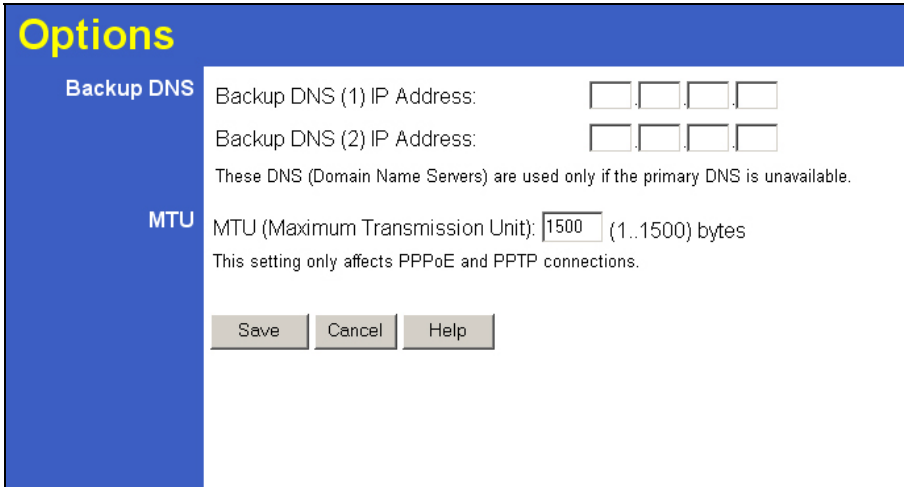 Options
Backup DNS
Backup DNS (1) IP Address: . . .
Backup DNS (2) IP Address: . . .
These DNS (Domain Name Servers) are used only if the primary DNS is unavailable.
MTU
MTU (Maximum Transmission Unit): 1500 (1..1500) bytes
This setting only affects PPPoE and PPTP connections.
Save Cancel Help